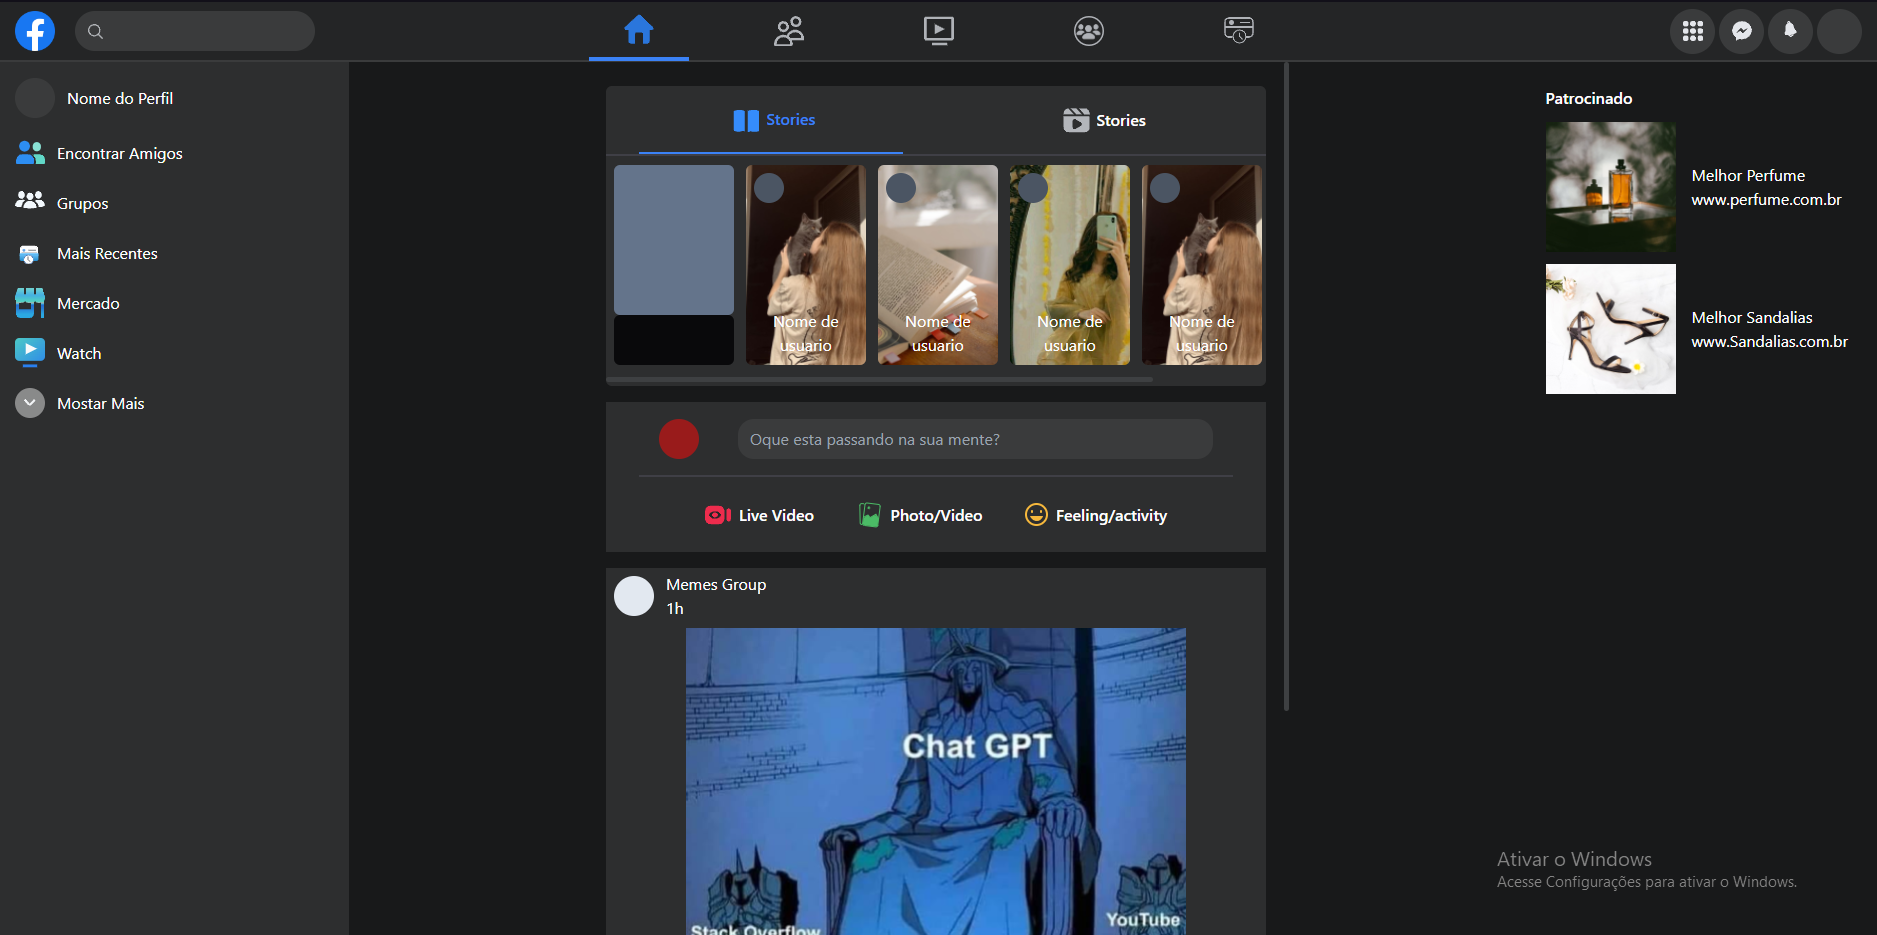 Nome do Perfil
Encontrar Amigos
Grupos
Mais Recentes
Mercado
Watch
Mostar Mais
Stories
Stories
Nome de
usuario
Nome de
usuario
Nome de
usuario
Nome de
usuario
Oque esta passando na sua mente?
Live Video
Photo/Video
Feeling/activity
Memes Group
1h
Chat GPT
Stack Overflow
YouTube
Patrocinado
Melhor Perfume
www.perfume.com.br
Melhor Sandalias
www.Sandalias.com.br
Ativar o Windows
Acesse Configurações para ativar o Windows.